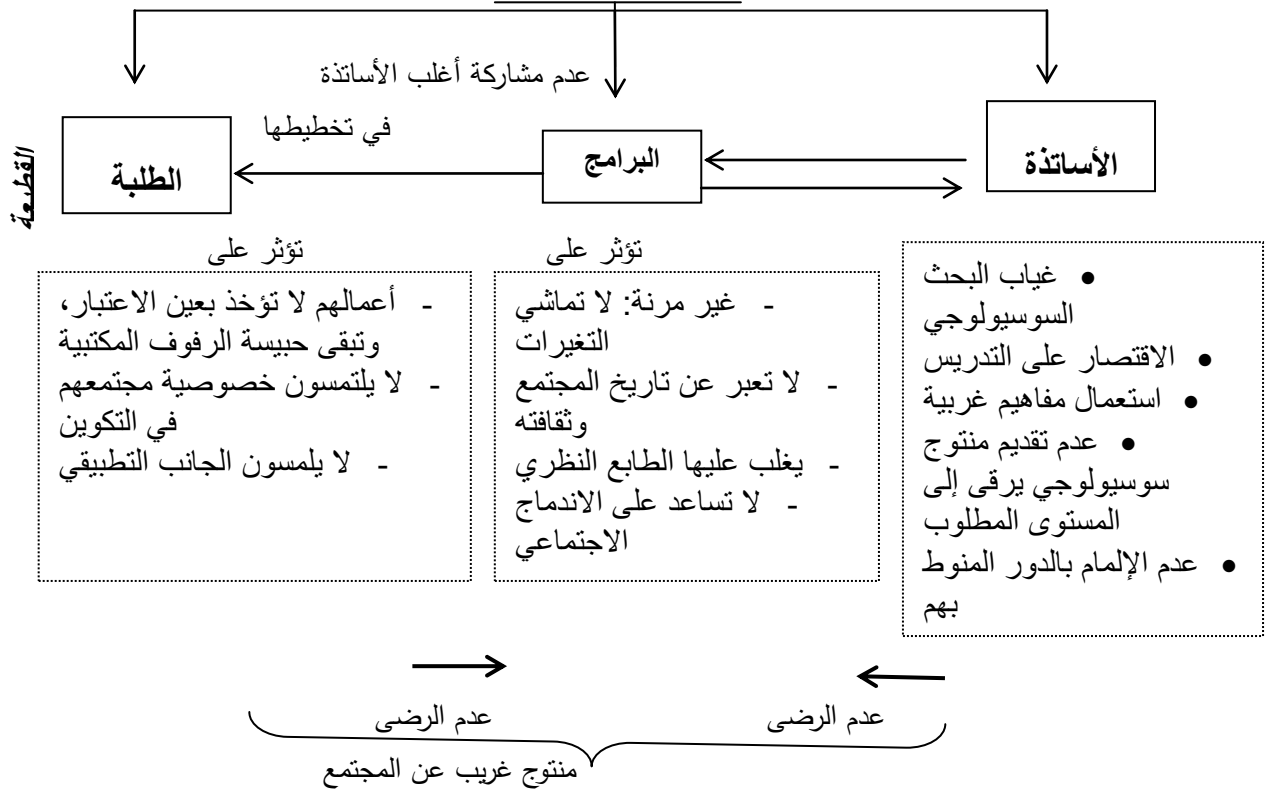 عدم مشاركة أغلب الأساتذة
في تخطيطها
الأساتذة
البرامج
الطلبة
القطيعة
تؤثر على
تؤثر على
• غياب البحث
السوسيولوجي
• الاقتصار على التدريس
• استعمال مفاهيم غربية
• عدم تقديم منتوج
سوسيولوجي يرقى إلى
المستوى المطلوب
• عدم الإلمام بالدور المنوط
بهم
- غير مرنة: لا تماشي
التغيرات
- لا تعبر عن تاريخ المجتمع
وثقافته
- يغلب عليها الطابع النظري
- لا تساعد على الاندماج
الاجتماعي
- أعمالهم لا تؤخذ بعين الاعتبار،
وتبقى حبيسة الرفوف المكتبية
- لا يلتمسون خصوصية مجتمعهم
في التكوين
- لا يلمسون الجانب التطبيقي
عدم الرضى
عدم الرضى
منتوج غريب عن المجتمع